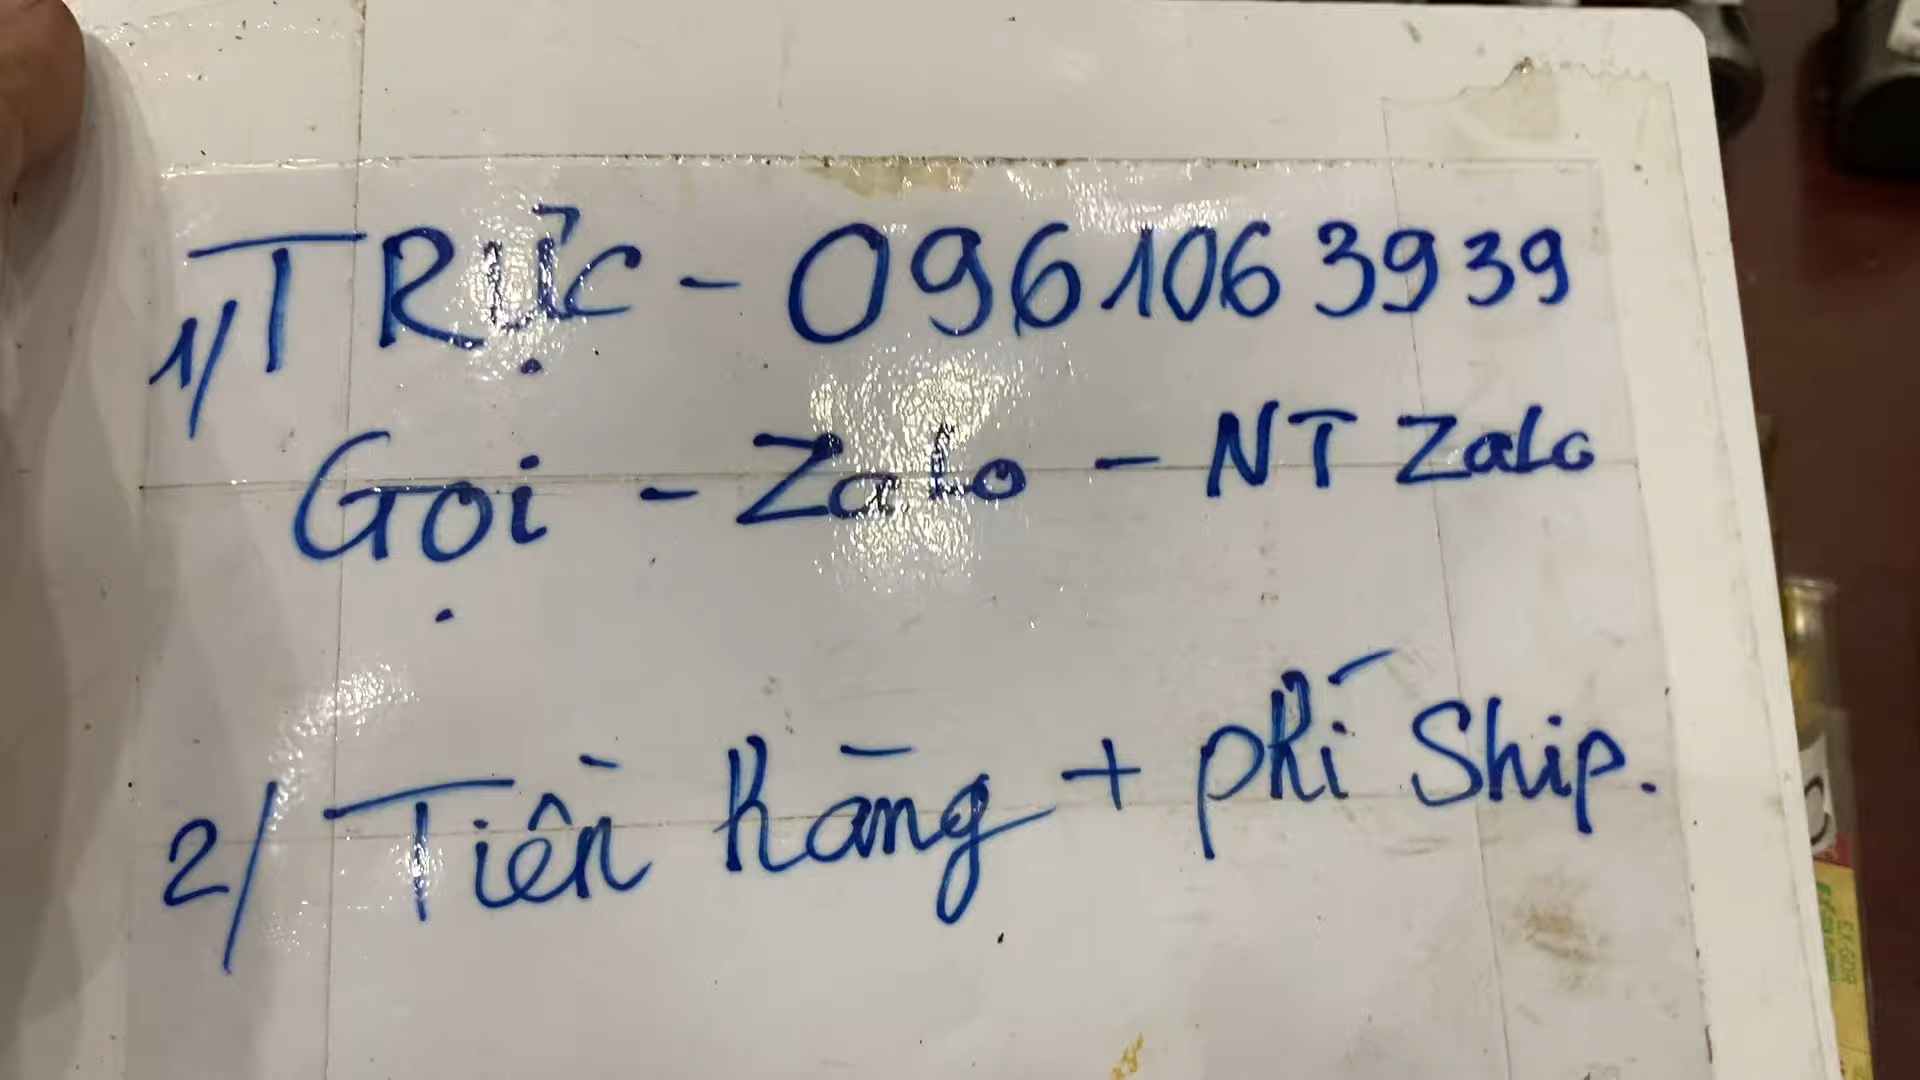 1/ TRỰC - 0961063939
Gọi - Zalo - NT Zalo
2/ Tiền hàng + phí Ship.